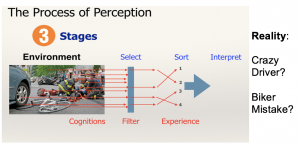 The Process of Perception
3 Stages
Environment Select Sort Interpret
1
2
3
4
Cognitions Filter Experience
Reality:
Crazy
Driver?
Biker
Mistake?